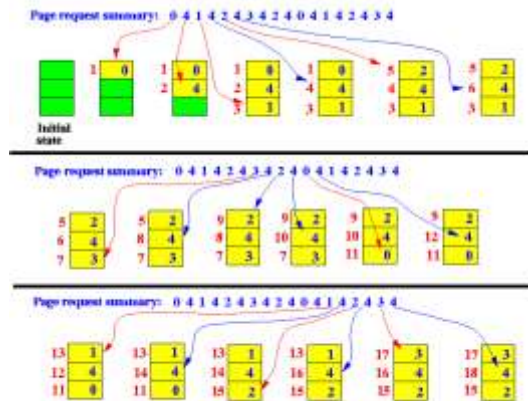 Page request summary: 0 4 1 4 2 4 3 4 2 4 0 4 1 4 2 4 3 4
1 0 1 0 1 0 1 0 5 2 5 2
2 4 2 4 4 4 4 4 6 4
3 1 3 1 3 1 3 1
Initial
state
Page request summary: 0 4 1 4 2 4 3 4 2 4 0 4 1 4 2 4 3 4
5 2 5 2 9 2 9 2 9 2 9 2
6 4 8 4 8 4 10 4 10 4 12 4
7 3 7 3 7 3 7 3 11 0 11 0
Page request summary: 0 4 1 4 2 4 3 4 2 4 0 4 1 4 2 4 3 4
13 1 13 1 13 1 13 1 17 3 17 3
12 4 14 4 14 4 16 4 16 4 18 4
11 0 11 0 15 2 15 2 15 2 15 2